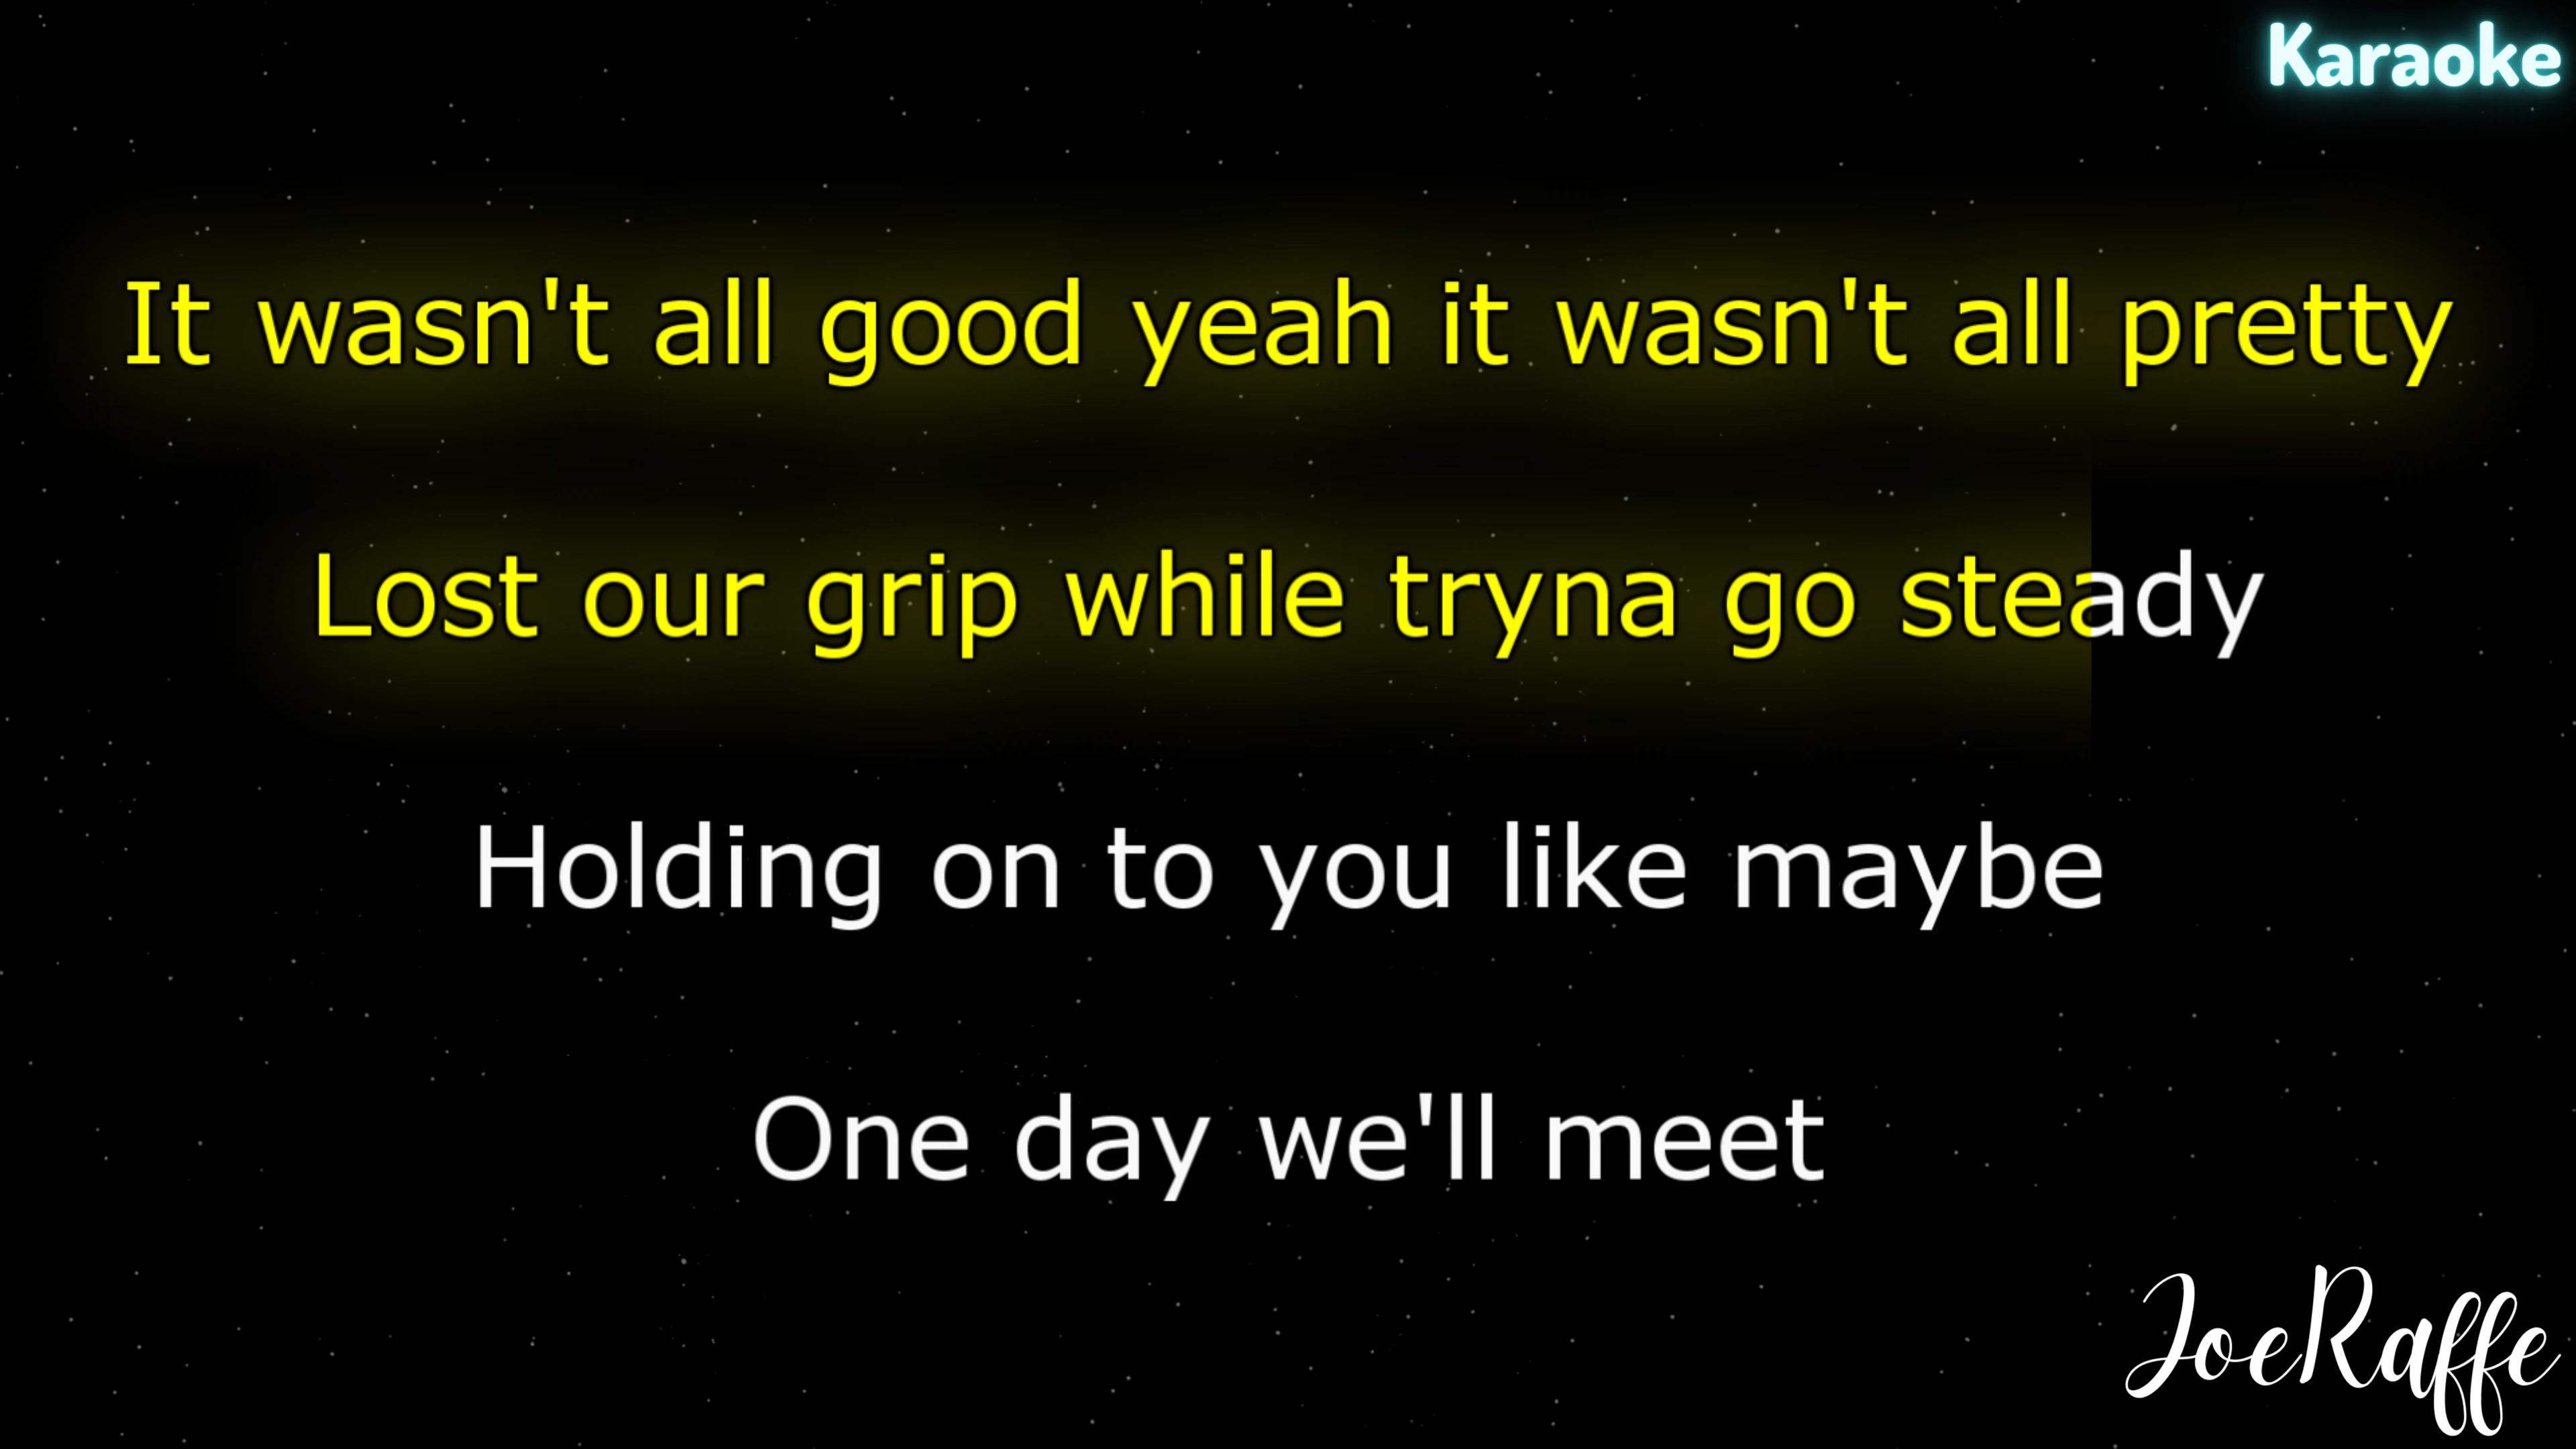 Karaoke
It wasn't all good yeah it wasn't all pretty
Lost our grip while tryna go steady
Holding on to you like maybe
One day we'll meet
JoeRaffe